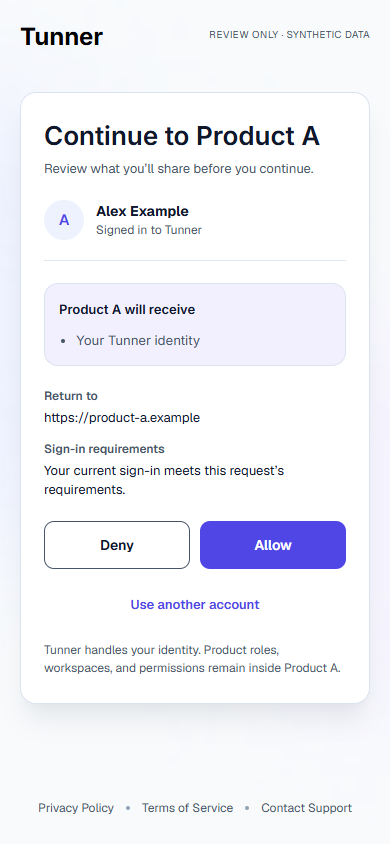 Tunner
REVIEW ONLY · SYNTHETIC DATA
Continue to Product A
Review what you’ll share before you continue.
A
Alex Example
Signed in to Tunner
Product A will receive
• Your Tunner identity
Return to
https://product-a.example
Sign-in requirements
Your current sign-in meets this request’s
requirements.
Deny
Allow
Use another account
Tunner handles your identity. Product roles,
workspaces, and permissions remain inside Product A.
Privacy Policy • Terms of Service • Contact Support